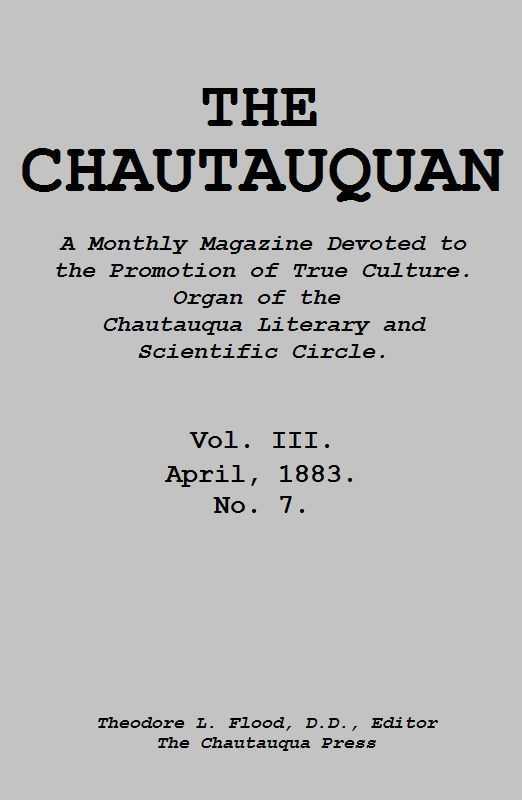 THE
CHAUTAUQUAN
A Monthly Magazine Devoted to
the Promotion of True Culture.
Organ of the
Chautauqua Literary and
Scientific Circle.
Vol. III.
April, 1883.
No. 7.
Theodore L. Flood, D.D., Editor
The Chautauqua Press